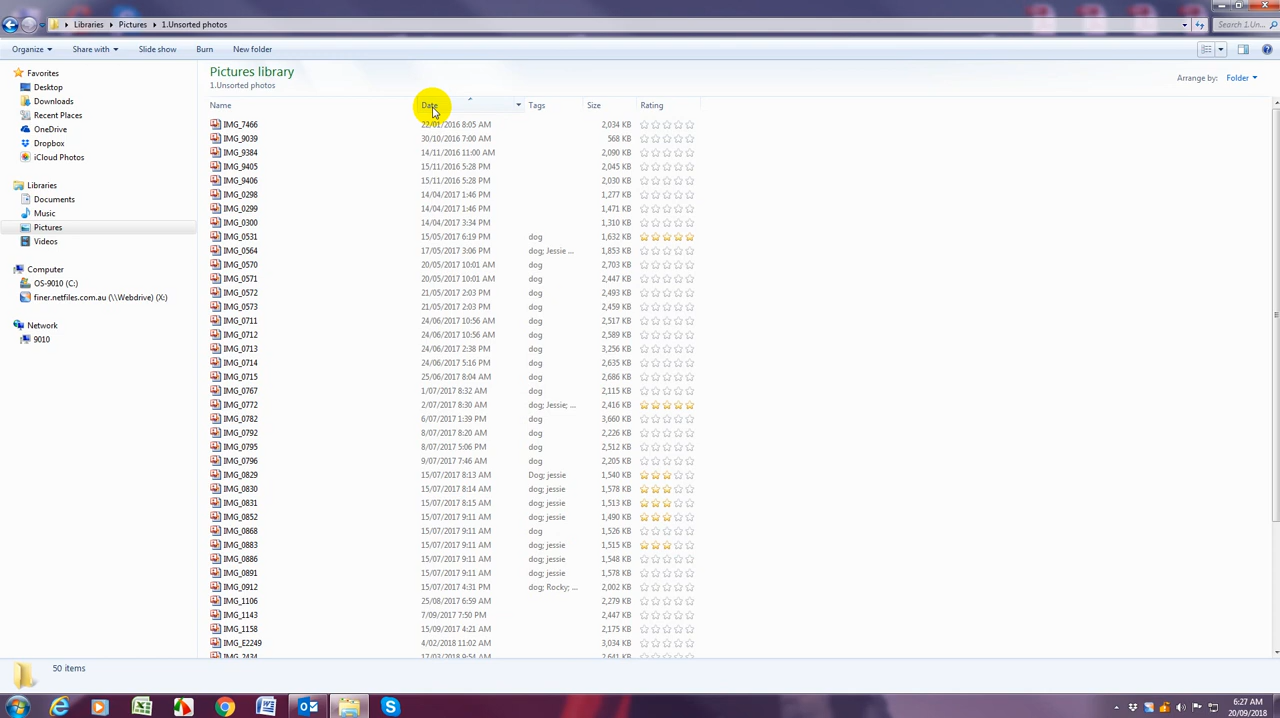 Libraries ▸ Pictures ▸ 1.Unsorted photos
Search 1.Un...
Organize Share with Slide show Burn New folder
Favorites
Desktop
Downloads
Recent Places
OneDrive
Dropbox
iCloud Photos
Libraries
Documents
Music
Pictures
Videos
Computer
OS-9010 (C:)
finer.netfiles.com.au (\\Webdrive) (X:)
Network
9010
Pictures library
1.Unsorted photos
Arrange by: Folder
Name Date Tags Size Rating
IMG_7466 22/01/2016 8:05 AM 2,034 KB
IMG_9039 30/10/2016 7:00 AM 568 KB
IMG_9384 14/11/2016 11:00 AM 2,090 KB
IMG_9405 15/11/2016 5:28 PM 2,045 KB
IMG_9406 15/11/2016 5:28 PM 2,030 KB
IMG_0298 14/04/2017 1:46 PM 1,277 KB
IMG_0299 14/04/2017 1:46 PM 1,471 KB
IMG_0300 14/04/2017 3:34 PM 1,310 KB
IMG_0531 15/05/2017 6:19 PM dog 1,632 KB
IMG_0564 17/05/2017 3:06 PM dog; Jessie ... 1,853 KB
IMG_0570 20/05/2017 10:01 AM dog 2,703 KB
IMG_0571 20/05/2017 10:01 AM dog 2,447 KB
IMG_0572 21/05/2017 2:03 PM dog 2,493 KB
IMG_0573 21/05/2017 2:03 PM dog 2,459 KB
IMG_0711 24/06/2017 10:56 AM dog 2,517 KB
IMG_0712 24/06/2017 10:56 AM dog 2,589 KB
IMG_0713 24/06/2017 2:38 PM dog 3,256 KB
IMG_0714 24/06/2017 5:16 PM dog 2,635 KB
IMG_0715 25/06/2017 8:04 AM dog 2,686 KB
IMG_0767 1/07/2017 8:32 AM dog 2,115 KB
IMG_0772 2/07/2017 8:30 AM dog; Jessie; ... 2,416 KB
IMG_0782 6/07/2017 1:39 PM dog 3,660 KB
IMG_0792 8/07/2017 8:20 AM dog 2,226 KB
IMG_0795 8/07/2017 5:06 PM dog 2,512 KB
IMG_0796 9/07/2017 7:46 AM dog 2,205 KB
IMG_0829 15/07/2017 8:13 AM Dog; jessie 1,540 KB
IMG_0830 15/07/2017 8:14 AM dog; jessie 1,578 KB
IMG_0831 15/07/2017 8:15 AM dog; jessie 1,513 KB
IMG_0852 15/07/2017 9:11 AM dog; jessie 1,490 KB
IMG_0868 15/07/2017 9:11 AM dog 1,526 KB
IMG_0883 15/07/2017 9:11 AM dog; jessie 1,515 KB
IMG_0886 15/07/2017 9:11 AM dog; jessie 1,548 KB
IMG_0891 15/07/2017 9:11 AM dog; jessie 1,578 KB
IMG_0912 15/07/2017 4:31 PM dog; Rocky; ... 2,002 KB
IMG_1106 25/08/2017 6:59 AM 2,279 KB
IMG_1143 7/09/2017 7:50 PM 2,447 KB
IMG_1158 15/09/2017 4:21 AM 2,175 KB
IMG_E2249 4/02/2018 11:02 AM 3,034 KB
IMG_2434 17/03/2018 9:54 AM 2,641 KB
50 items
6:27 AM
20/09/2018